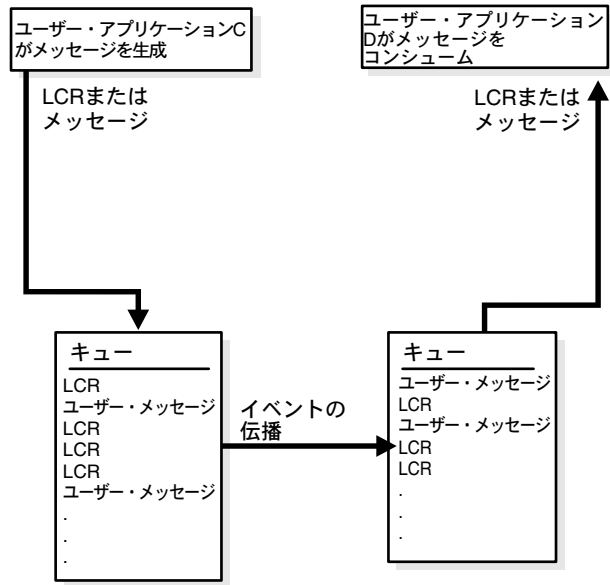 ユーザー・アプリケーションC
がメッセージを生成
ユーザー・アプリケーション
Dがメッセージを
コンシューム
LCRまたは
メッセージ
LCRまたは
メッセージ
キュー
LCR
ユーザー・メッセージ
LCR
LCR
LCR
ユーザー・メッセージ
.
.
.
イベントの
伝播
キュー
ユーザー・メッセージ
LCR
ユーザー・メッセージ
LCR
LCR
.
.
.